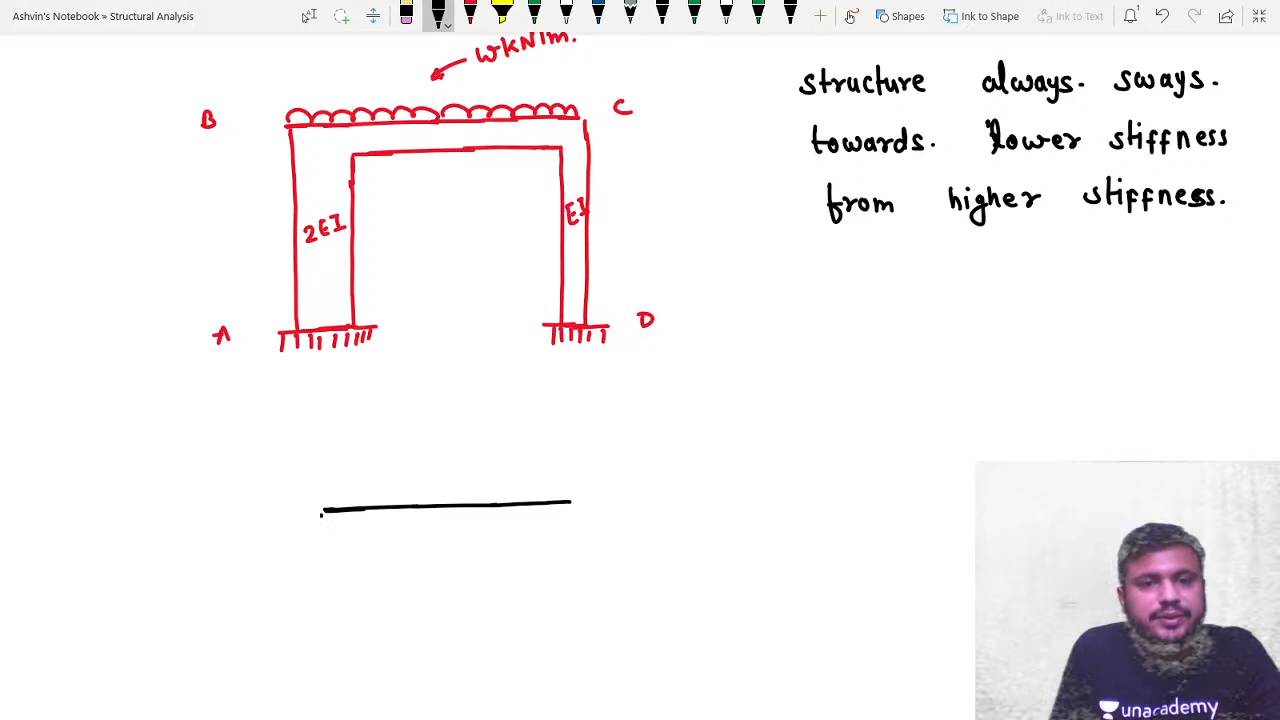 Ashvin's Notebook » Structural Analysis
Shapes
Ink to Shape
Ink to Text
wkN/m.
B
C
2EI
EI
A
D
structure always. sways.
towards. lower stiffness
from higher stiffness.
unacademy